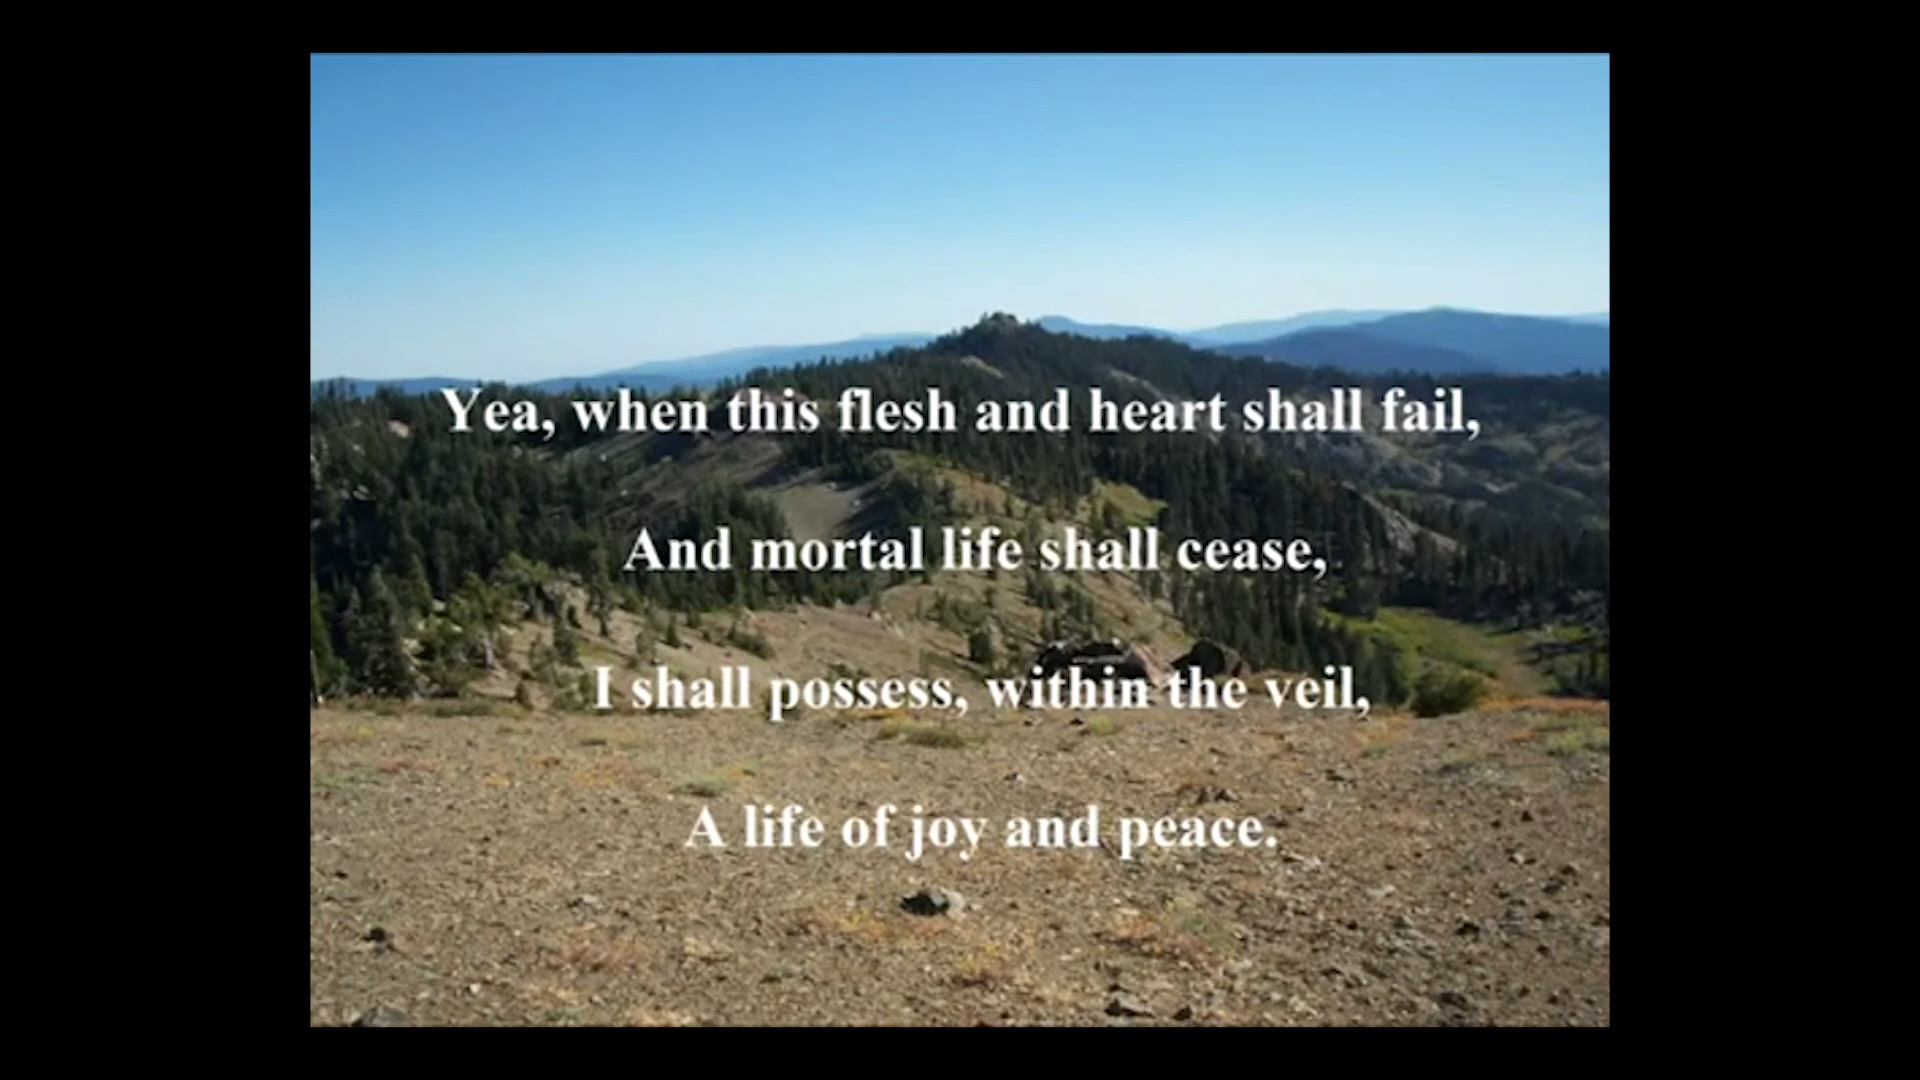 Yea, when this flesh and heart shall fail,
And mortal life shall cease,
I shall possess, within the veil,
A life of joy and peace.